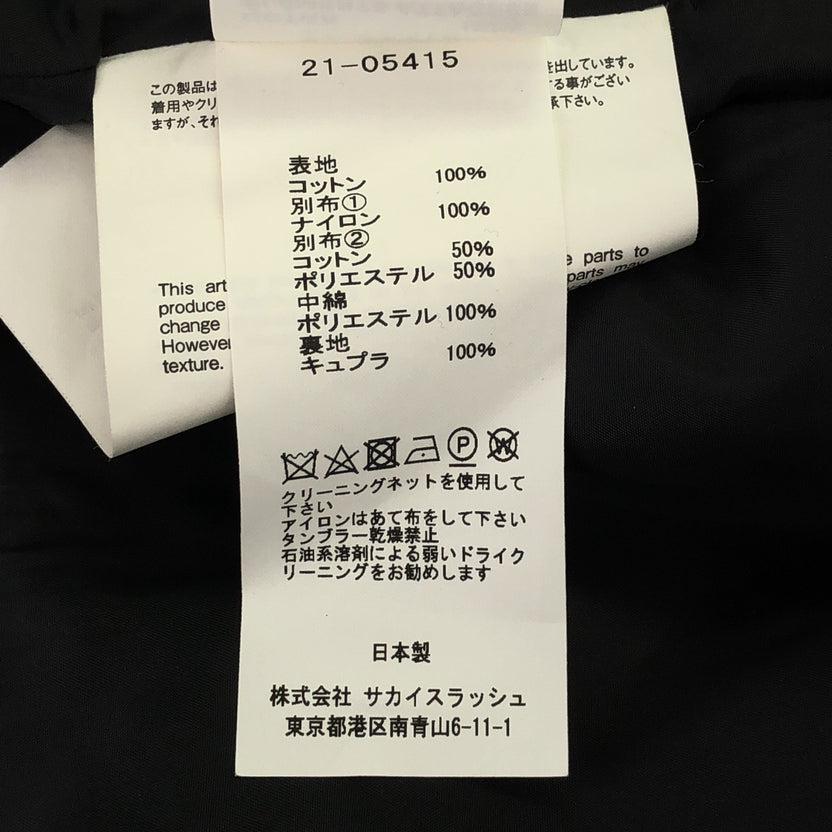 21-05415
この製品は
着用やクリ
ますが、それ
を出しています。
る事がござい
承下さい。
表地
コットン 100%
別布①
ナイロン 100%
別布②
コットン 50%
ポリエステル 50%
中綿
ポリエステル 100%
裏地
キュプラ 100%
This art
produce
change
However
texture.
e parts to
parts may
P
W
クリーニングネットを使用して
下さい
アイロンはあて布をして下さい
タンブラー乾燥禁止
石油系溶剤による弱いドライク
リーニングをお勧めします
日本製
株式会社 サカイスラッシュ
東京都港区南青山6-11-1